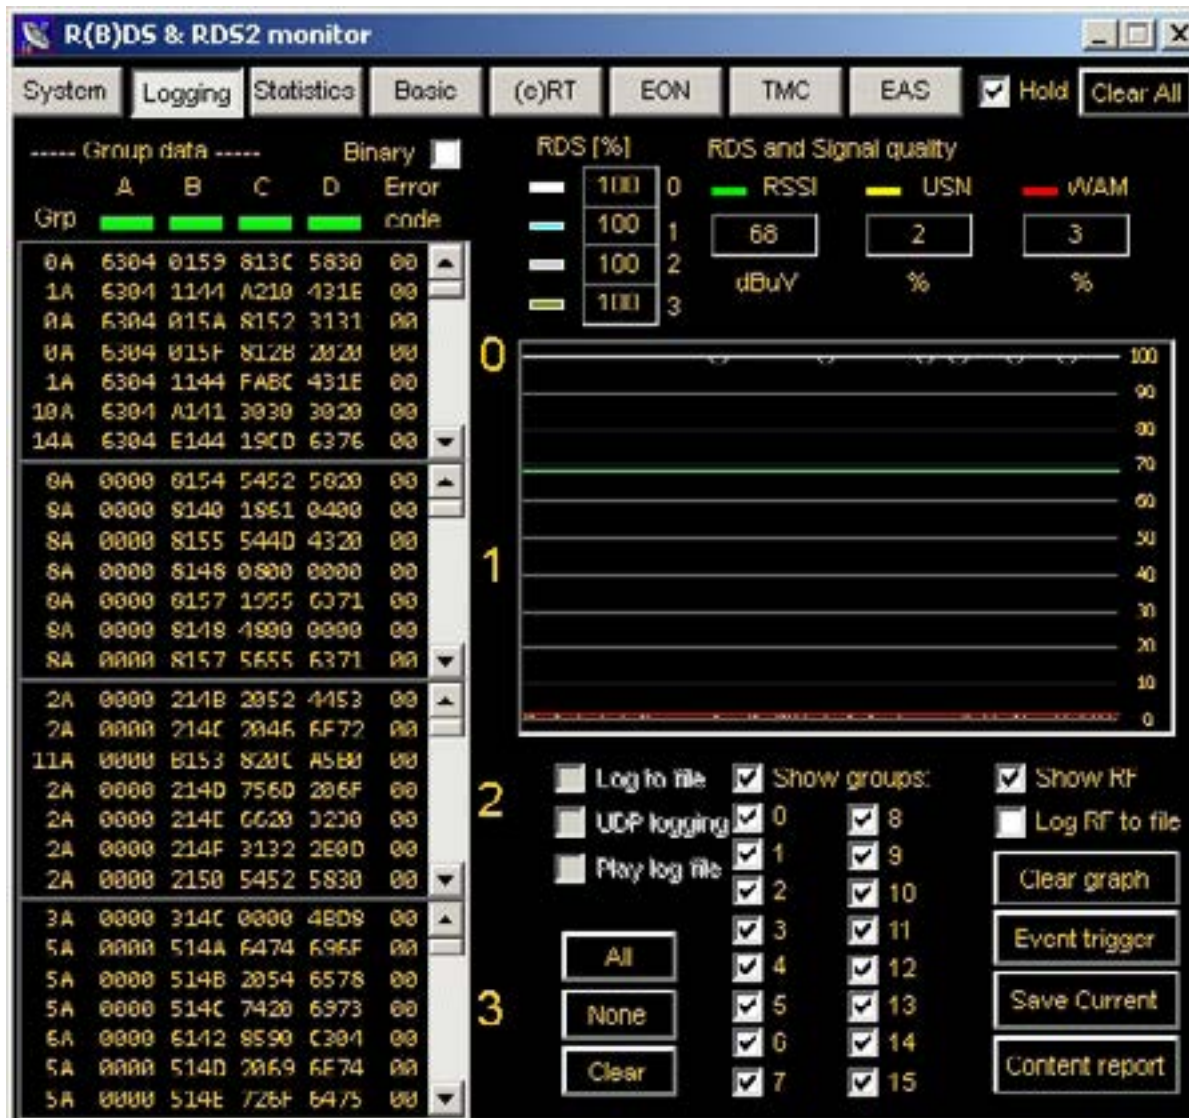 R(B)DS & RDS2 monitor
System Logging Statistics Basic (e)RT EON TMC EAS Hold Clear All
----- Group data ----- Binary
A B C D Error
Grp code
RDS [%]
100 0
100 1
100 2
100 3
RDS and Signal quality
RSSI USN WAM
68 2 3
dBuV % %
0A 6304 0159 813C 5830 00
1A 6304 1144 A210 431E 00
0A 6304 015A 8152 3131 00
0A 6304 015F 812B 2020 00
1A 6304 1144 FABC 431E 00
10A 6304 A141 3030 3020 00
14A 6304 E144 19CD 6376 00
0
0000 5452 00
8A 0000 8140 1861 0400 00
8A 0000 8155 544D 4320 00
8A 0000 8148 0800 0000 00
0000 6371 00
8A 0000 8148 4800 0000 00
8A 0000 8157 5655 6371 00
1
2A 0000 214B 2052 4453 00
2A 0000 214C 2046 6F72 00
11A 0000 B153 820C A5B0 00
2A 0000 214D 756D 206F 00
2A 0000 6620 00
2A 0000 214F 3132 2E0D 00
2A 0000 2150 5452 5830 00
2
3A 0000 314C 0000 4BD8 00
5A 0000 514A 6474 696F 00
5A 0000 514B 2054 6578 00
5A 0000 514C 7420 6973 00
6A 0000 6142 8590 C304 00
5A 0000 514D 2069 6E74 00
5A 0000 514E 726F 6475 00
3
100
90
80
70
60
50
40
30
20
10
0
Log to file
UDP logging
Play log file
All
None
Clear
Show groups:
0 8
1 9
2 10
3 11
4 12
5 13
6 14
7 15
Show RF
Log RF to file
Clear graph
Event trigger
Save Current
Content report